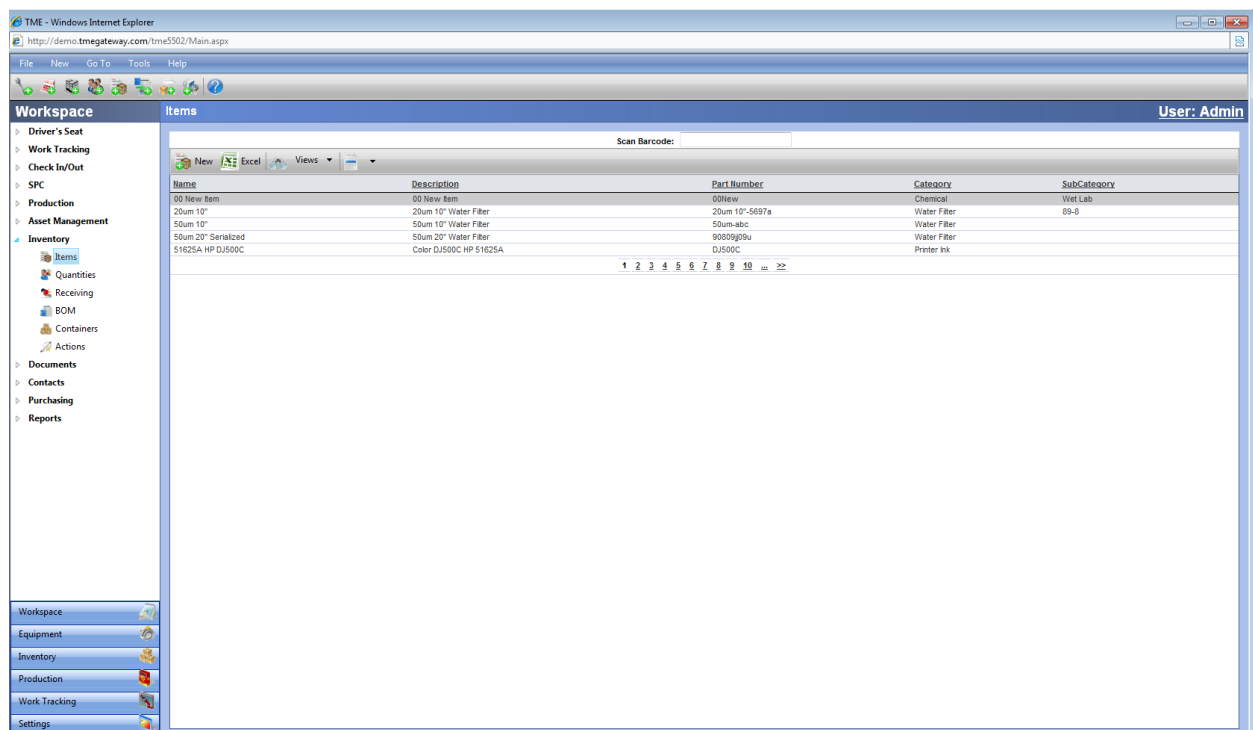 TME - Windows Internet Explorer
http://demo.tmegateway.com/tme5502/Main.aspx
File New Go To Tools Help
Workspace
Items
User: Admin
Driver's Seat
Work Tracking
Check In/Out
SPC
Production
Asset Management
Inventory
Items
Quantities
Receiving
BOM
Containers
Actions
Documents
Contacts
Purchasing
Reports
Workspace
Equipment
Inventory
Production
Work Tracking
Settings
Scan Barcode:
New Excel Views
Name Description Part Number Category SubCategory
00 New Item 00 New Item 00New Chemical Wet Lab
20um 10" 20um 10" Water Filter 20um 10"-5697a Water Filter 89-8
50um 10" 50um 10" Water Filter 50um-abc Water Filter
50um 20" Serialized 50um 20" Water Filter 90809jj09u Water Filter
51625A HP DJ500C Color DJ500C HP 51625A DJ500C Printer Ink
1 2 3 4 5 6 7 8 9 10 ... >>